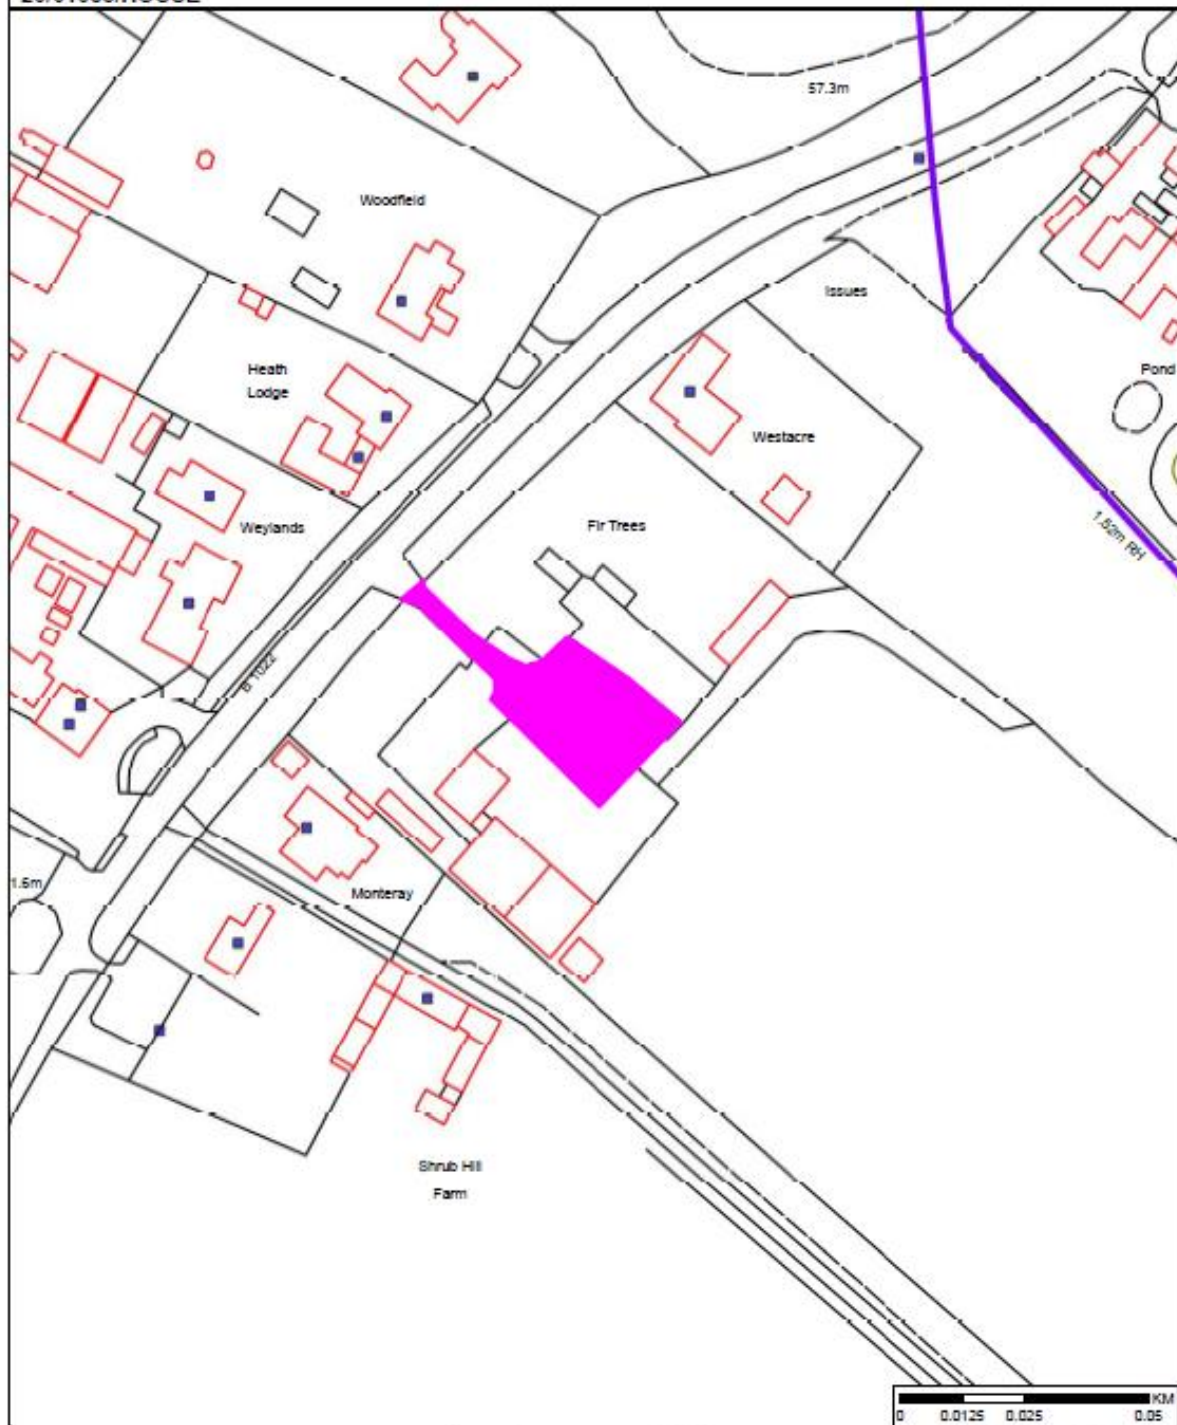 57.3m
Woodfield
Issues
Heath
Lodge
Pond
Westacre
Weylands
Fir Trees
1.52m RH
B 1022
1.5m
Monteray
Shrub Hill
Farm
KM
0 0.0125 0.025 0.05